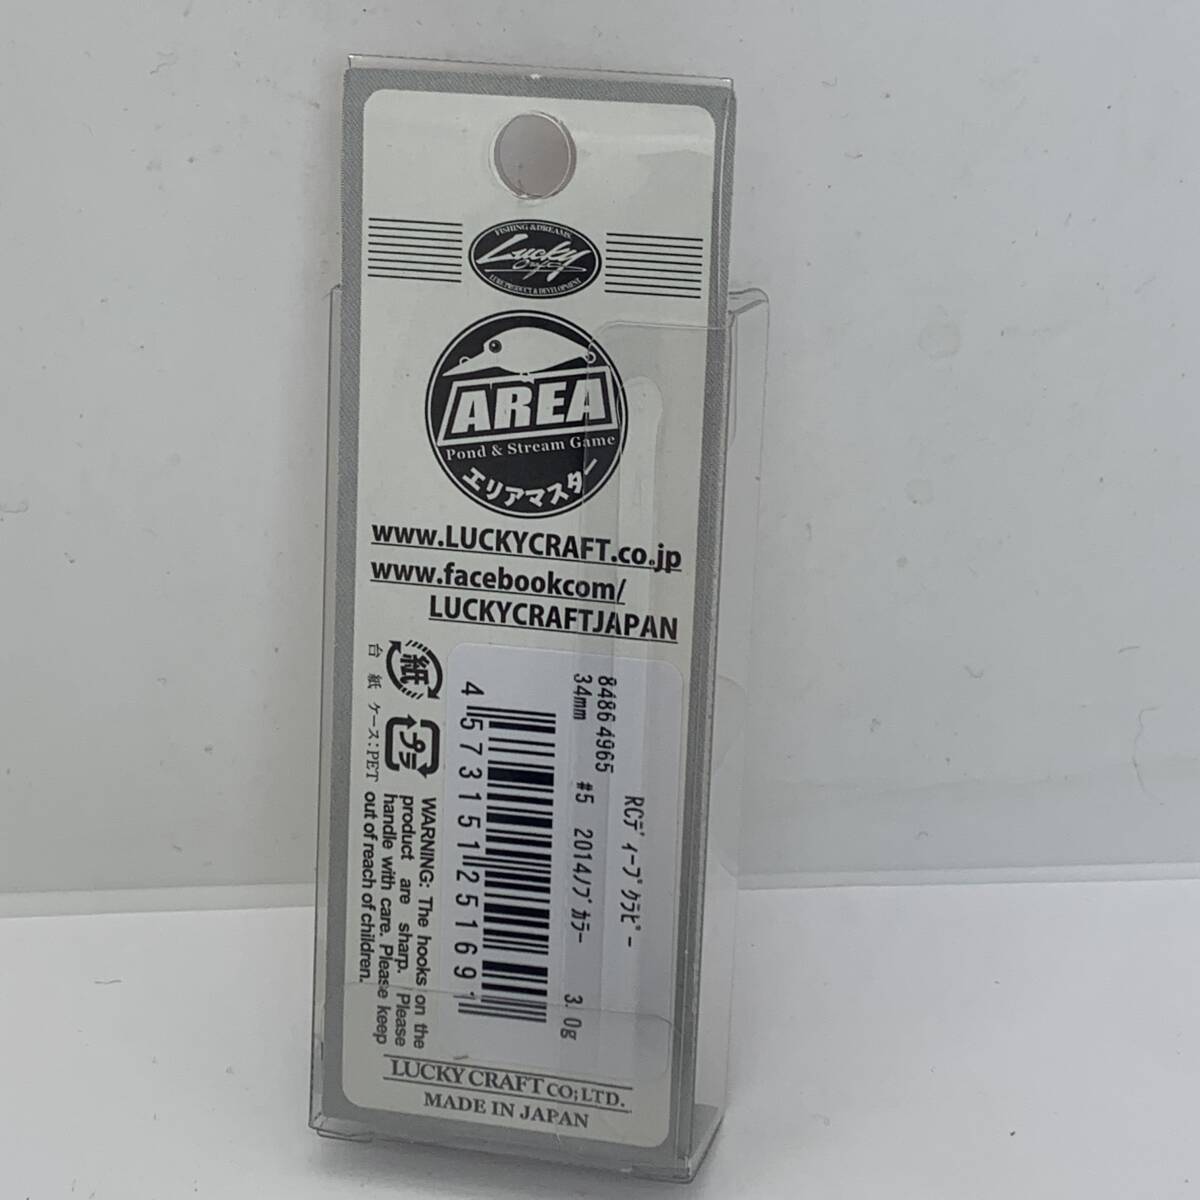 FISHING & DREAMS
Lucky
Craft
LURE PRODUCT & DEVELOPMENT
AREA
Pond & Stream Game
エリアマスター
www.LUCKYCRAFT.co.jp
www.facebookcom/
LUCKYCRAFTJAPAN
紙
台紙
プラ
ケース:PET
RCﾃﾞｨｰﾌﾟｸﾗﾋﾟｰ
8486 4965
34mm #5 2014ﾉﾌﾞｶﾗｰ 3.0g
4573151251691
WARNING: The hooks on the
product are sharp. Please
handle with care. Please keep
out of reach of children.
LUCKY CRAFT CO;LTD.
MADE IN JAPAN